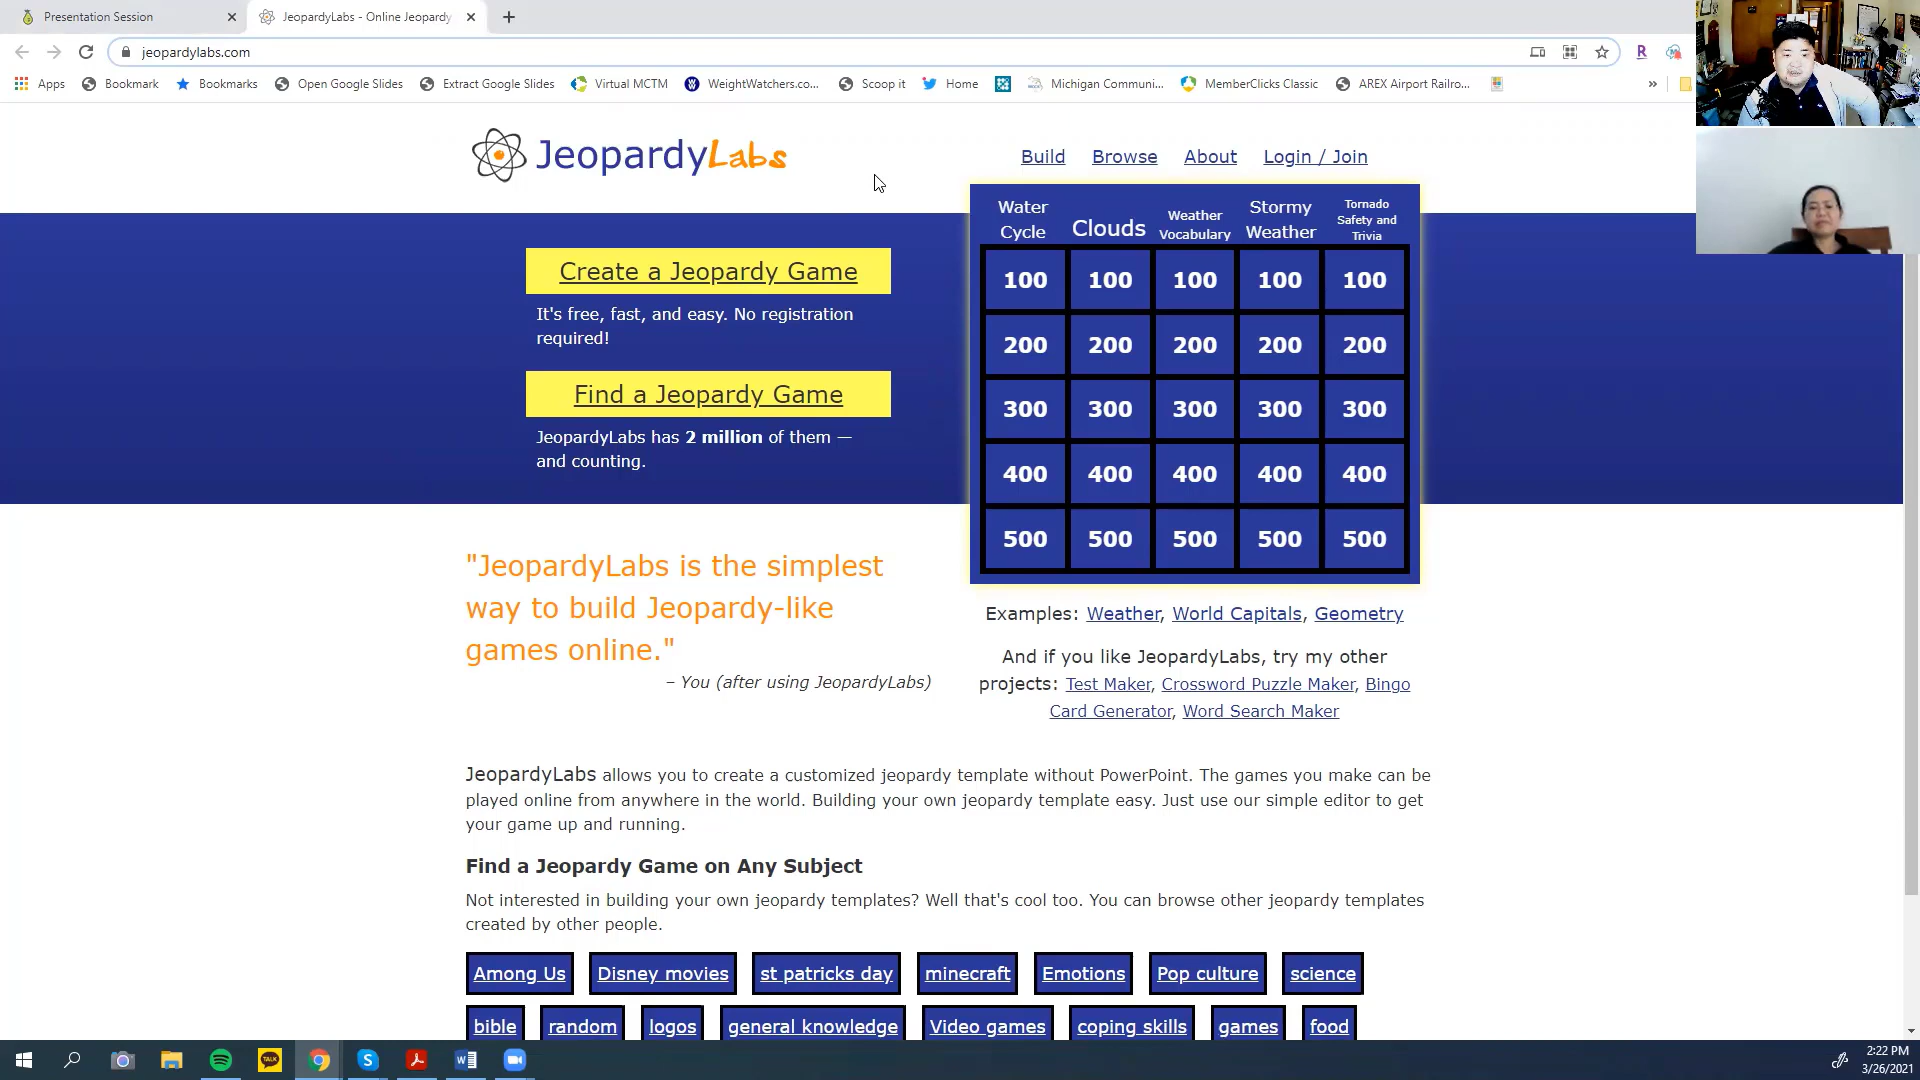 Presentation Session
JeopardyLabs - Online Jeopardy
jeopardylabs.com
R
Apps
Bookmark
Bookmarks
Open Google Slides
Extract Google Slides
Virtual MCTM
WeightWatchers.co...
Scoop it
Home
Michigan Communi...
MemberClicks Classic
AREX Airport Railro...
»
JeopardyLabs
Build
Browse
About
Login / Join
Create a Jeopardy Game
It's free, fast, and easy. No registration
required!
Find a Jeopardy Game
JeopardyLabs has 2 million of them —
and counting.
Water
Cycle
Clouds
Weather
Vocabulary
Stormy
Weather
Tornado
Safety and
Trivia
100 100 100 100 100
200 200 200 200 200
300 300 300 300 300
400 400 400 400 400
500 500 500 500 500
"JeopardyLabs is the simplest
way to build Jeopardy-like
games online."
– You (after using JeopardyLabs)
Examples: Weather, World Capitals, Geometry
And if you like JeopardyLabs, try my other
projects: Test Maker, Crossword Puzzle Maker, Bingo
Card Generator, Word Search Maker
JeopardyLabs allows you to create a customized jeopardy template without PowerPoint. The games you make can be
played online from anywhere in the world. Building your own jeopardy template easy. Just use our simple editor to get
your game up and running.
Find a Jeopardy Game on Any Subject
Not interested in building your own jeopardy templates? Well that's cool too. You can browse other jeopardy templates
created by other people.
Among Us
Disney movies
st patricks day
minecraft
Emotions
Pop culture
science
bible
random
logos
general knowledge
Video games
coping skills
games
food
TALK
2:22 PM
3/26/2021